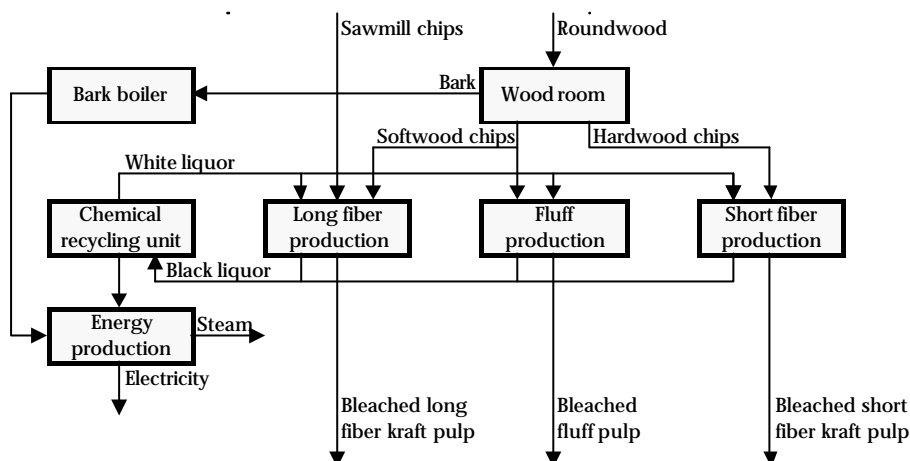 Sawmill chips
Roundwood
Bark boiler
Bark
Wood room
Softwood chips
Hardwood chips
White liquor
Chemical
recycling unit
Long fiber
production
Fluff
production
Short fiber
production
Black liquor
Energy
production
Steam
Electricity
Bleached long
fiber kraft pulp
Bleached
fluff pulp
Bleached short
fiber kraft pulp